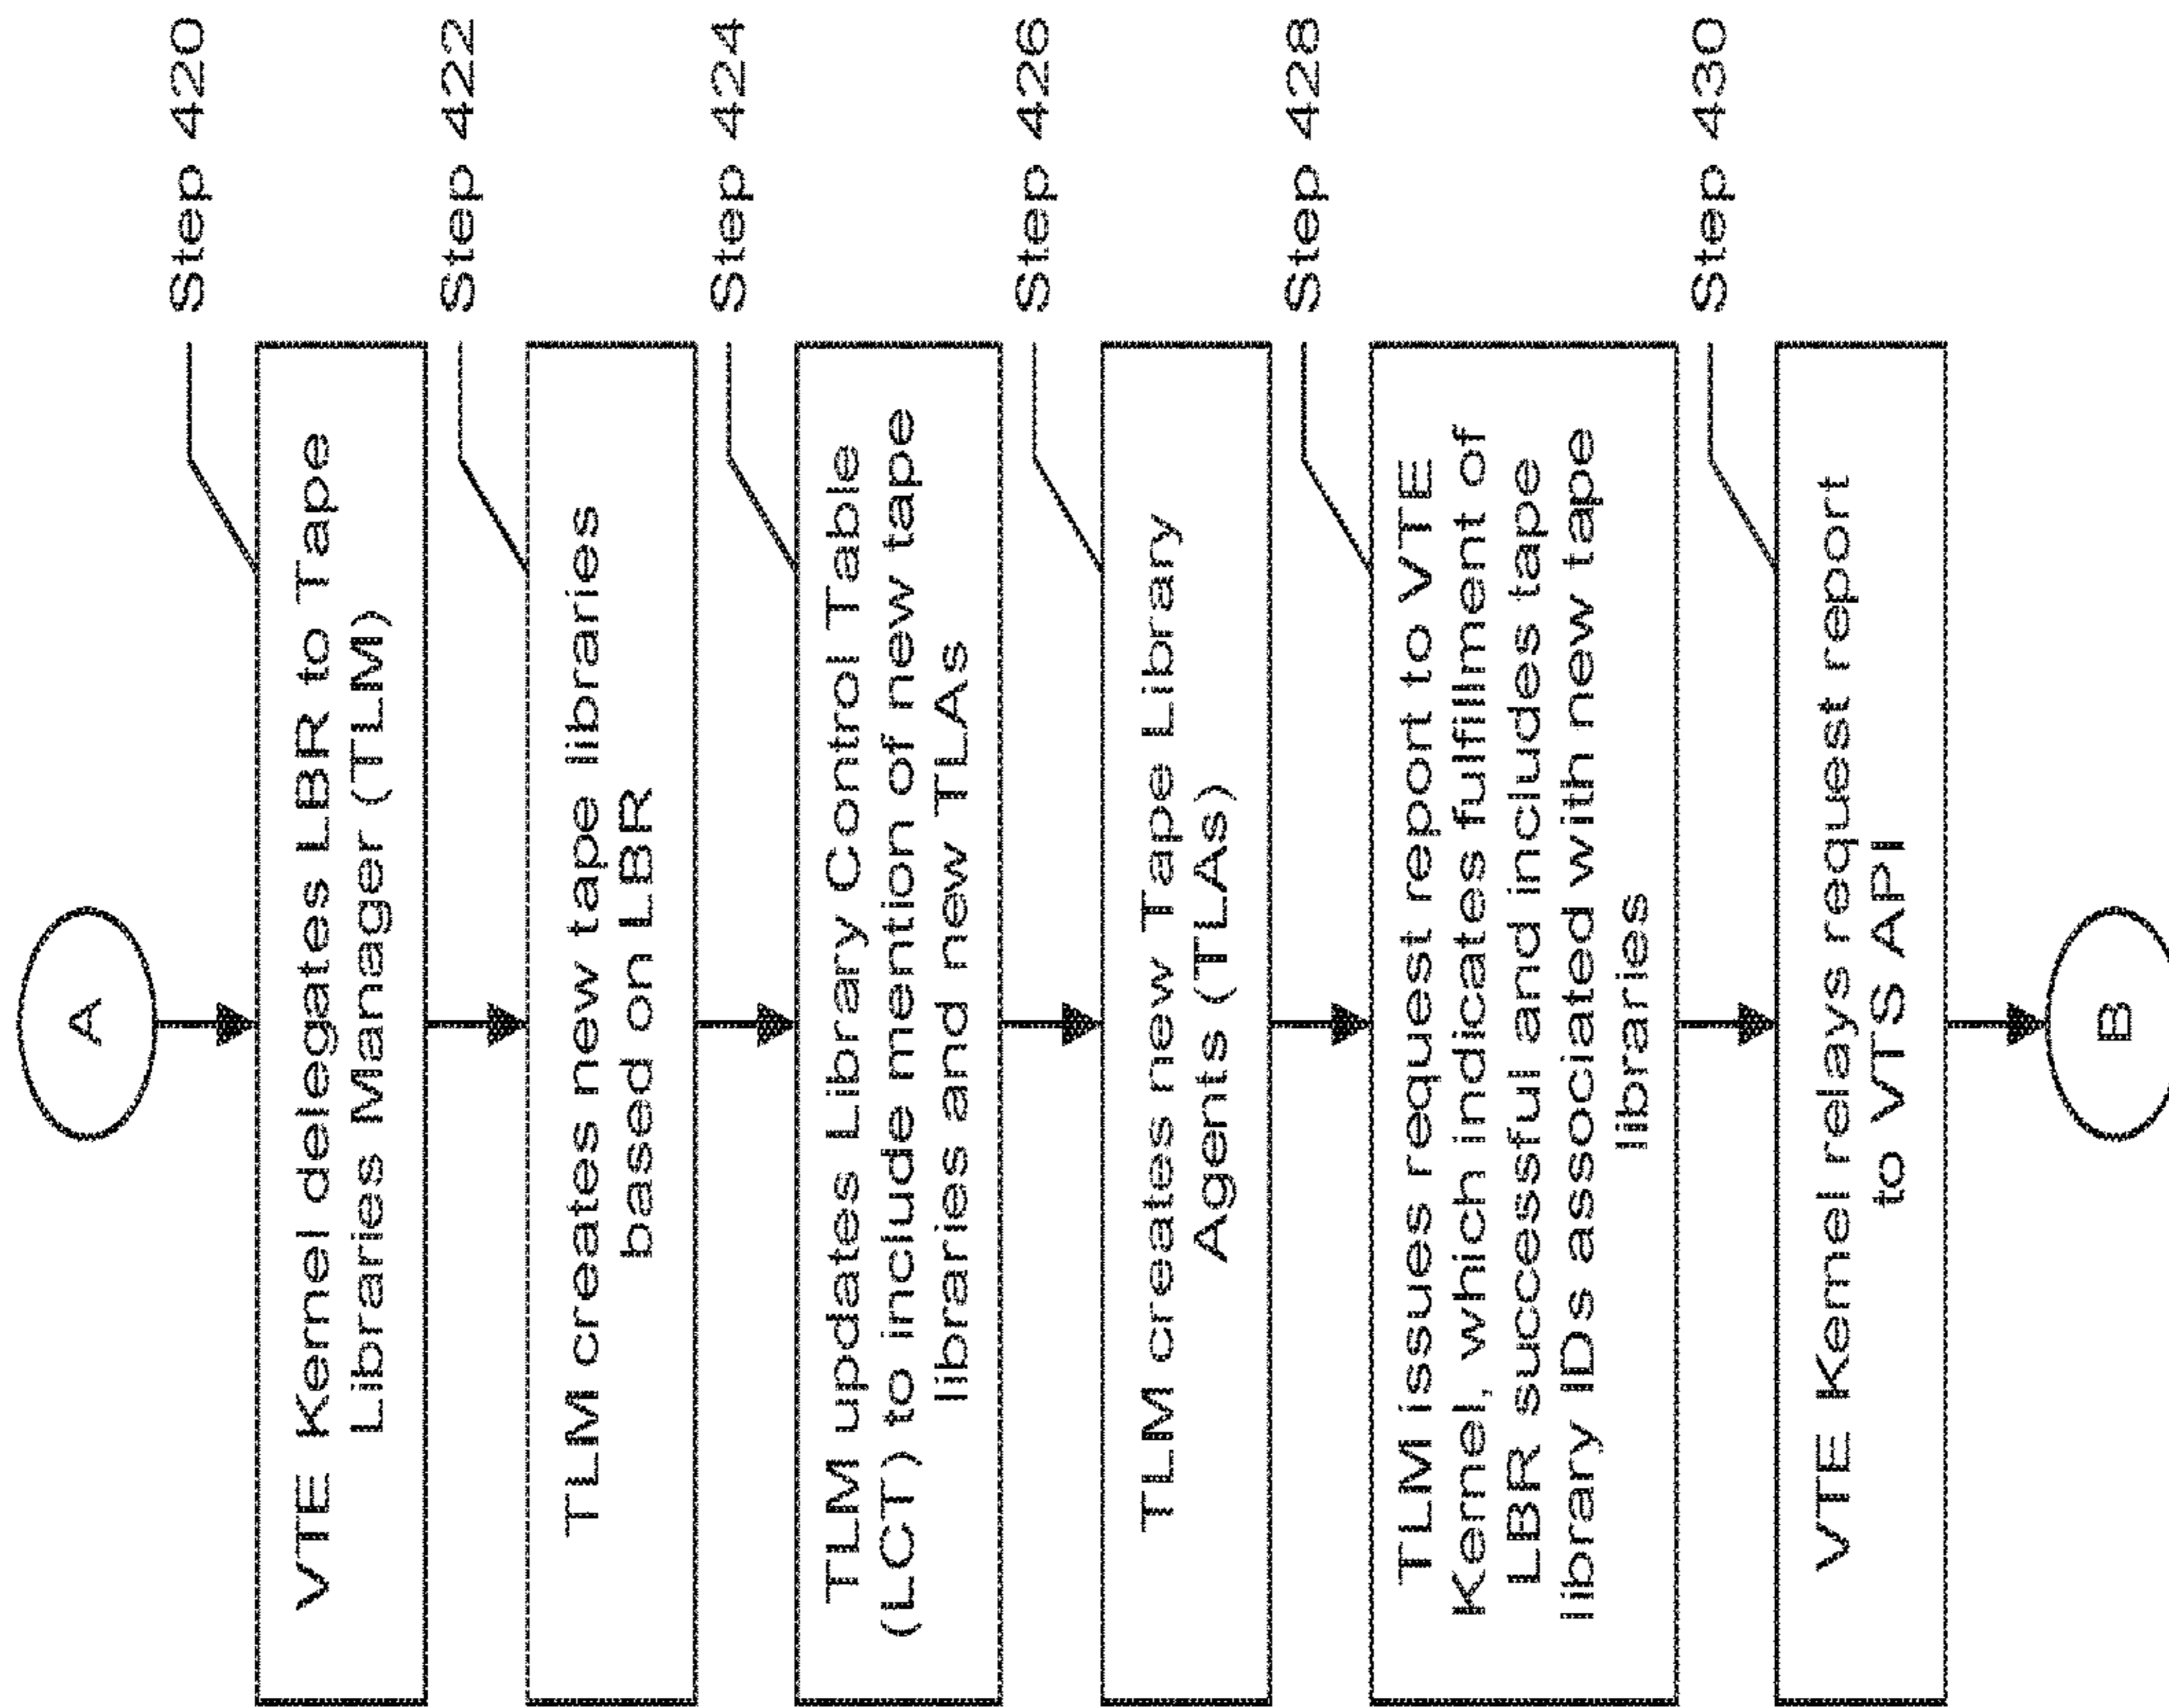 A
Step 420
VTE Kernel delegates LBR to Tape
Libraries Manager (TLM)
Step 422
TLM creates new tape libraries
based on LBR
Step 424
TLM updates Library Control Table
(LCT) to include mention of new tape
libraries and new TLAs
Step 426
TLM creates new Tape Library
Agents (TLAs)
Step 428
TLM issues request report to VTE
Kernel, which indicates fulfillment of
LBR successful and includes tape
library IDs associated with new tape
libraries
Step 430
VTE Kernel relays request report
to VTS API
B